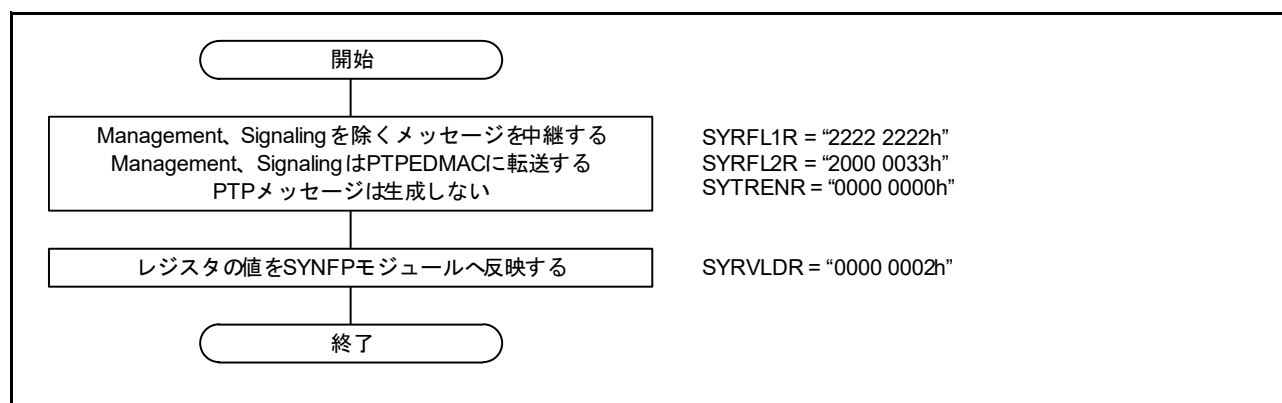 開始
Management、Signalingを除くメッセージを中継する
Management、SignalingはPTPEDMACに転送する
PTPメッセージは生成しない
SYRFL1R = “2222 2222h”
SYRFL2R = “2000 0033h”
SYTRENR = “0000 0000h”
レジスタの値をSYNFPモジュールへ反映する
SYRVLDR = “0000 0002h”
終了